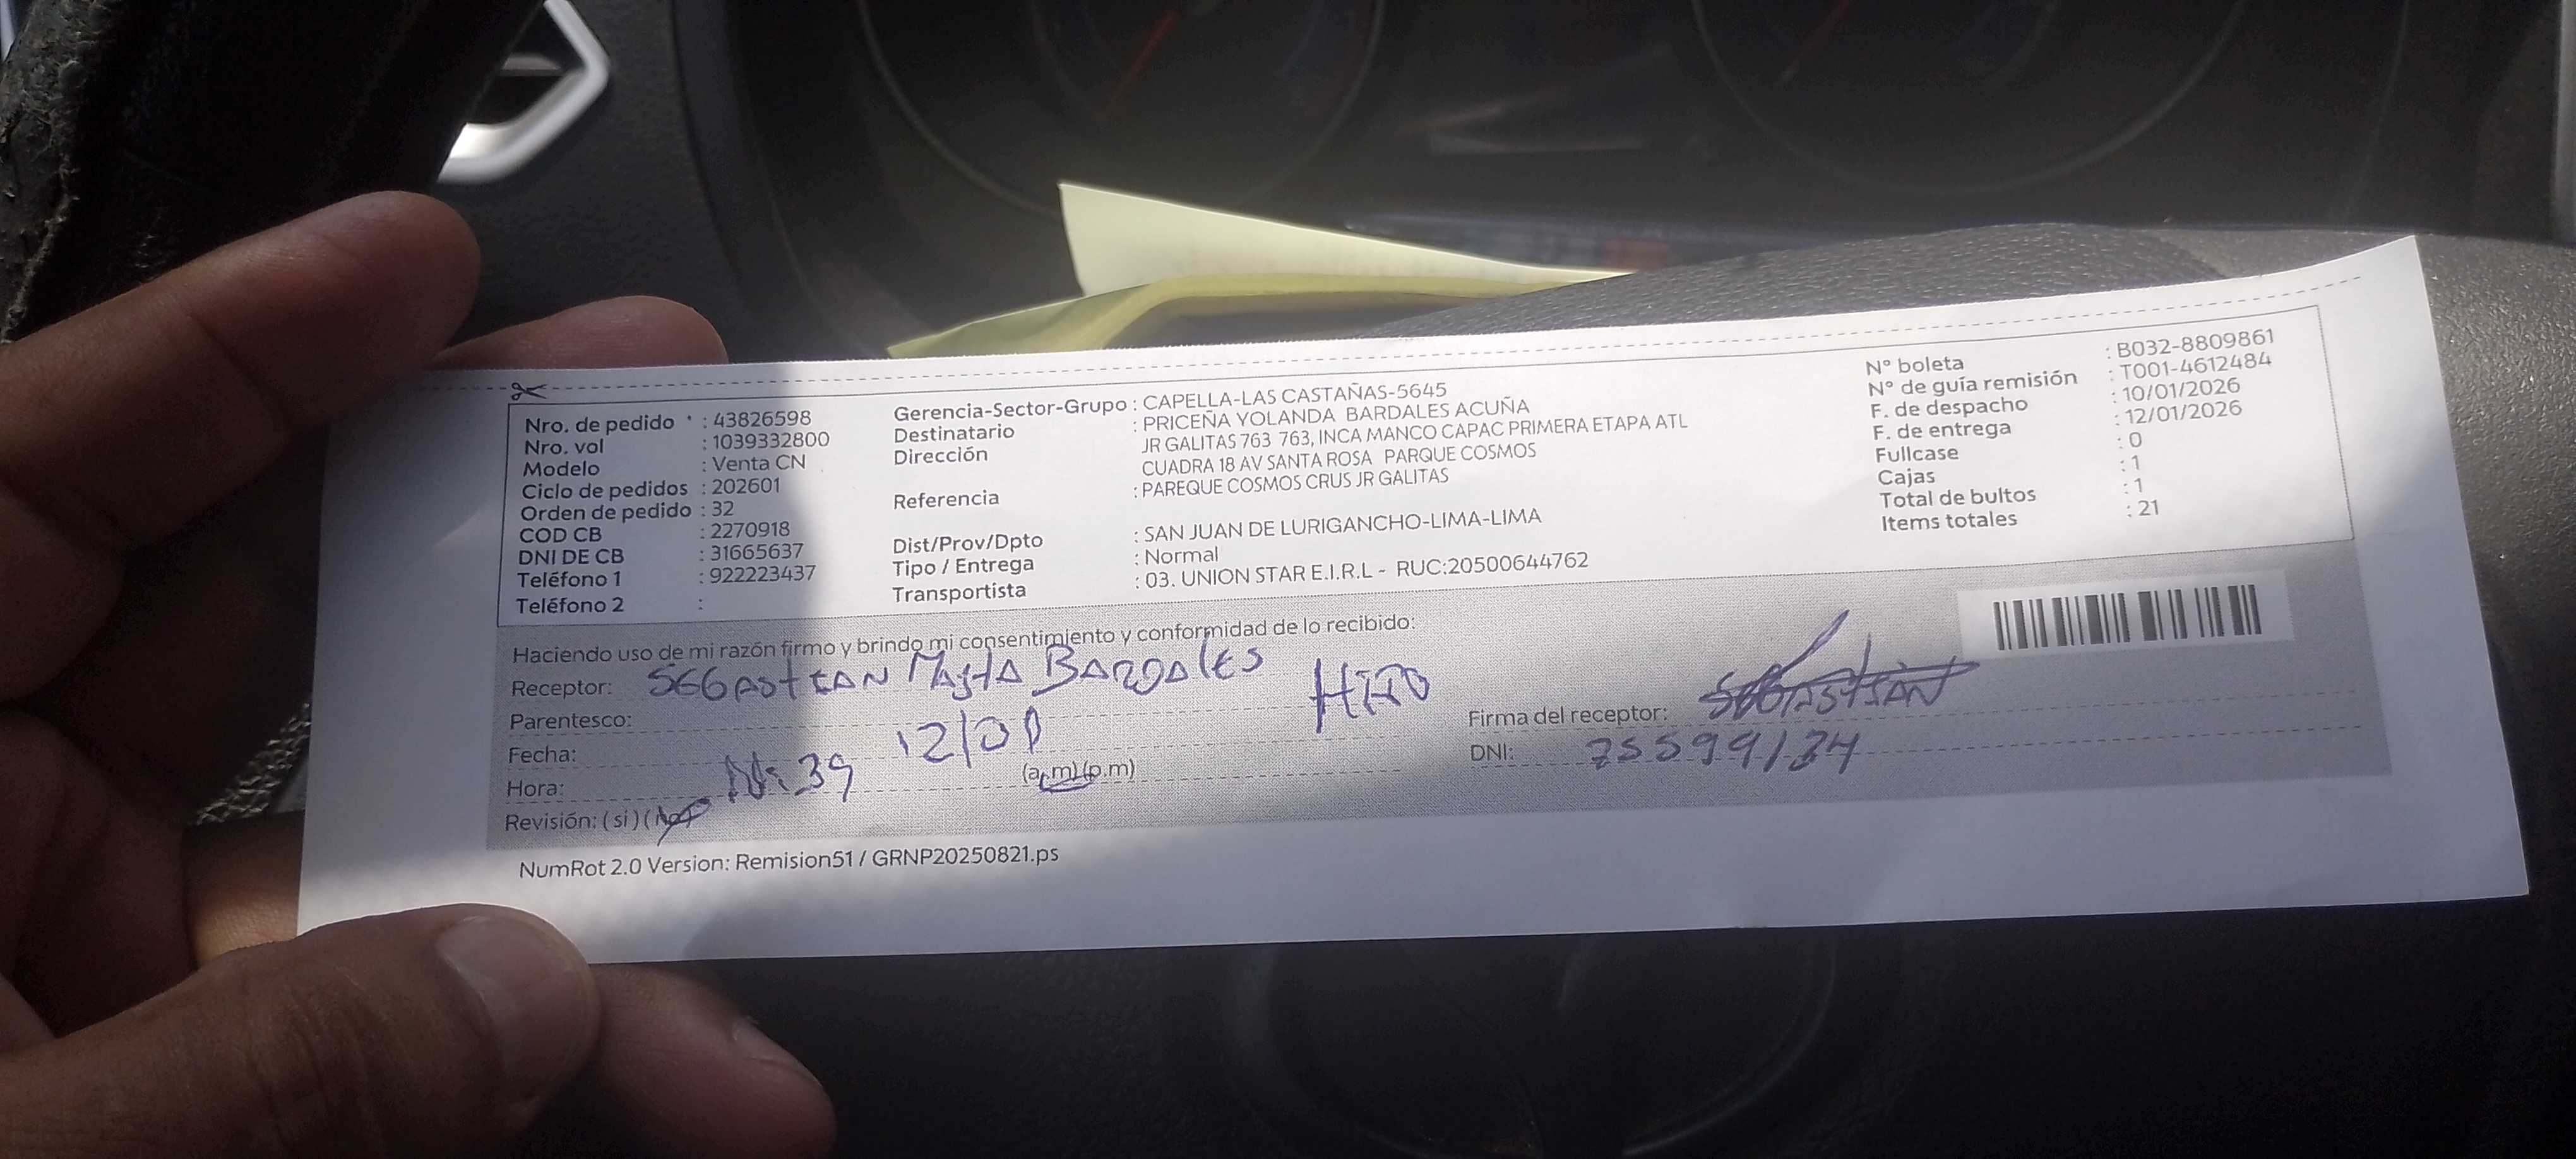 Nro. de pedido : 43826598
Nro. vol : 1039332800
Modelo : Venta CN
Ciclo de pedidos : 202601
Orden de pedido : 32
COD CB : 2270918
DNI DE CB : 31665637
Teléfono 1 : 922223437
Teléfono 2 :
Gerencia-Sector-Grupo : CAPELLA-LAS CASTAÑAS-5645
Destinatario : PRICEÑA YOLANDA BARDALES ACUÑA
Dirección JR GALITAS 763 763, INCA MANCO CAPAC PRIMERA ETAPA ATL
CUADRA 18 AV SANTA ROSA PARQUE COSMOS
Referencia : PAREQUE COSMOS CRUS JR GALITAS
Dist/Prov/Dpto : SAN JUAN DE LURIGANCHO-LIMA-LIMA
Tipo / Entrega : Normal
Transportista : 03. UNION STAR E.I.R.L - RUC:20500644762
N° boleta : B032-8809861
N° de guía remisión : T001-4612484
F. de despacho : 10/01/2026
F. de entrega : 12/01/2026
Fullcase : 0
Cajas : 1
Total de bultos : 1
Items totales : 21
Haciendo uso de mi razón firmo y brindo mi consentimiento y conformidad de lo recibido:
Receptor: SEBASTIAN BARDALES
Parentesco: HIJO
Fecha: 12/01
Hora: (a.m) (p.m)
Revisión: (si) (no)
Firma del receptor: SEBASTIAN
DNI:
NumRot 2.0 Version: Remision51 / GRNP20250821.ps